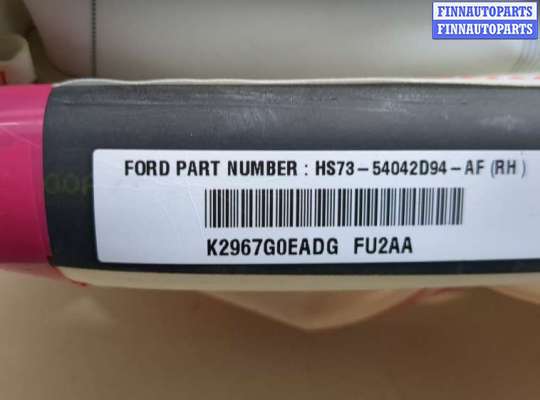 FINNAUTOPARTS
FINNAUTOPARTS
FORD PART NUMBER : HS73-54042D94-AF (RH)
K2967G0EADG FU2AA